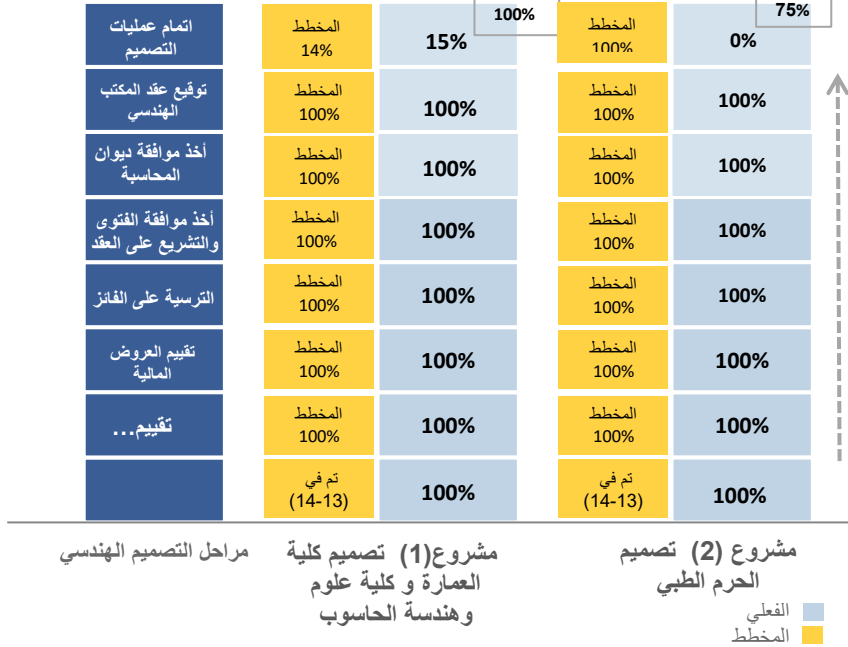 100%
75%
اتمام عمليات
التصميم
المخطط
14%
15%
المخطط
100%
0%
توقيع عقد المكتب
الهندسي
المخطط
100%
100%
المخطط
100%
100%
أخذ موافقة ديوان
المحاسبة
المخطط
100%
100%
المخطط
100%
100%
أخذ موافقة الفتوى
والتشريع على العقد
المخطط
100%
100%
المخطط
100%
100%
الترسية على الفائز
المخطط
100%
100%
المخطط
100%
100%
تقييم العروض
المالية
المخطط
100%
100%
المخطط
100%
100%
تقييم...
المخطط
100%
100%
المخطط
100%
100%
تم في
(14-13)
100%
تم في
(14-13)
100%
مراحل التصميم الهندسي
مشروع(1) تصميم كلية
العمارة و كلية علوم
وهندسة الحاسوب
مشروع (2) تصميم
الحرم الطبي
الفعلي
المخطط